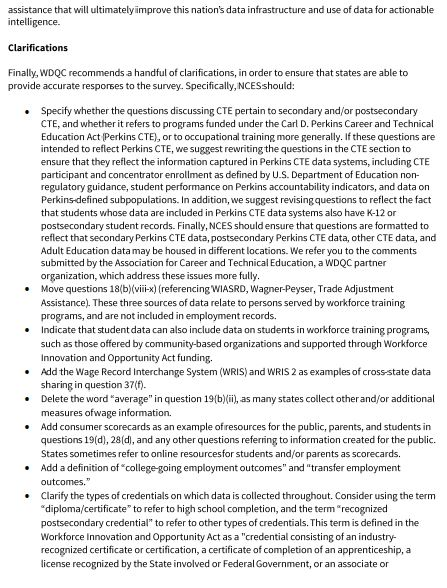 assistance that will ultimately improve this nation's data infrastructure and use of data for actionable
intelligence.
Clarifications
Finally, WDQC recommends a handful of clarifications, in order to ensure that states are able to
provide accurate responses to the survey. Specifically, NCES should:
• Specify whether the questions discussing CTE pertain to secondary and/or postsecondary
CTE, and whether it refers to programs funded under the Carl D. Perkins Career and Technical
Education Act (Perkins CTE), or to occupational training more generally. If these questions are
intended to reflect Perkins CTE, we suggest rewriting the questions in the CTE section to
ensure that they reflect the information captured in Perkins CTE data systems, including CTE
participant and concentrator enrollment as defined by U.S. Department of Education non-
regulatory guidance, student performance on Perkins accountability indicators, and data on
Perkins-defined subpopulations. In addition, we suggest revising questions to reflect the fact
that students whose data are included in Perkins CTE data systems also have K-12 or
postsecondary student records. Finally, NCES should ensure that questions are formatted to
reflect that secondary Perkins CTE data, postsecondary Perkins CTE data, other CTE data, and
Adult Education data may be housed in different locations. We refer you to the comments
submitted by the Association for Career and Technical Education, a WDQC partner
organization, which address these issues more fully.
• Move questions 18(b)(viii-x) (referencing WIASRD, Wagner-Peyser, Trade Adjustment
Assistance). These three sources of data relate to persons served by workforce training
programs, and are not included in employment records.
• Indicate that student data can also include data on students in workforce training programs,
such as those offered by community-based organizations and supported through Workforce
Innovation and Opportunity Act funding.
• Add the Wage Record Interchange System (WRIS) and WRIS 2 as examples of cross-state data
sharing in question 37(f).
• Delete the word "average" in question 19(b)(ii), as many states collect other and/or additional
measures of wage information.
• Add consumer scorecards as an example of resources for the public, parents, and students in
questions 19(d), 28(d), and any other questions referring to information created for the public.
States sometimes refer to online resources for students and/or parents as scorecards.
• Add a definition of "college-going employment outcomes" and "transfer employment
outcomes."
• Clarify the types of credentials on which data is collected throughout. Consider using the term
"diploma/certificate" to refer to high school completion, and the term "recognized
postsecondary credential" to refer to other types of credentials. This term is defined in the
Workforce Innovation and Opportunity Act as a "credential consisting of an industry-
recognized certificate or certification, a certificate of completion of an apprenticeship, a
license recognized by the State involved or Federal Government, or an associate or